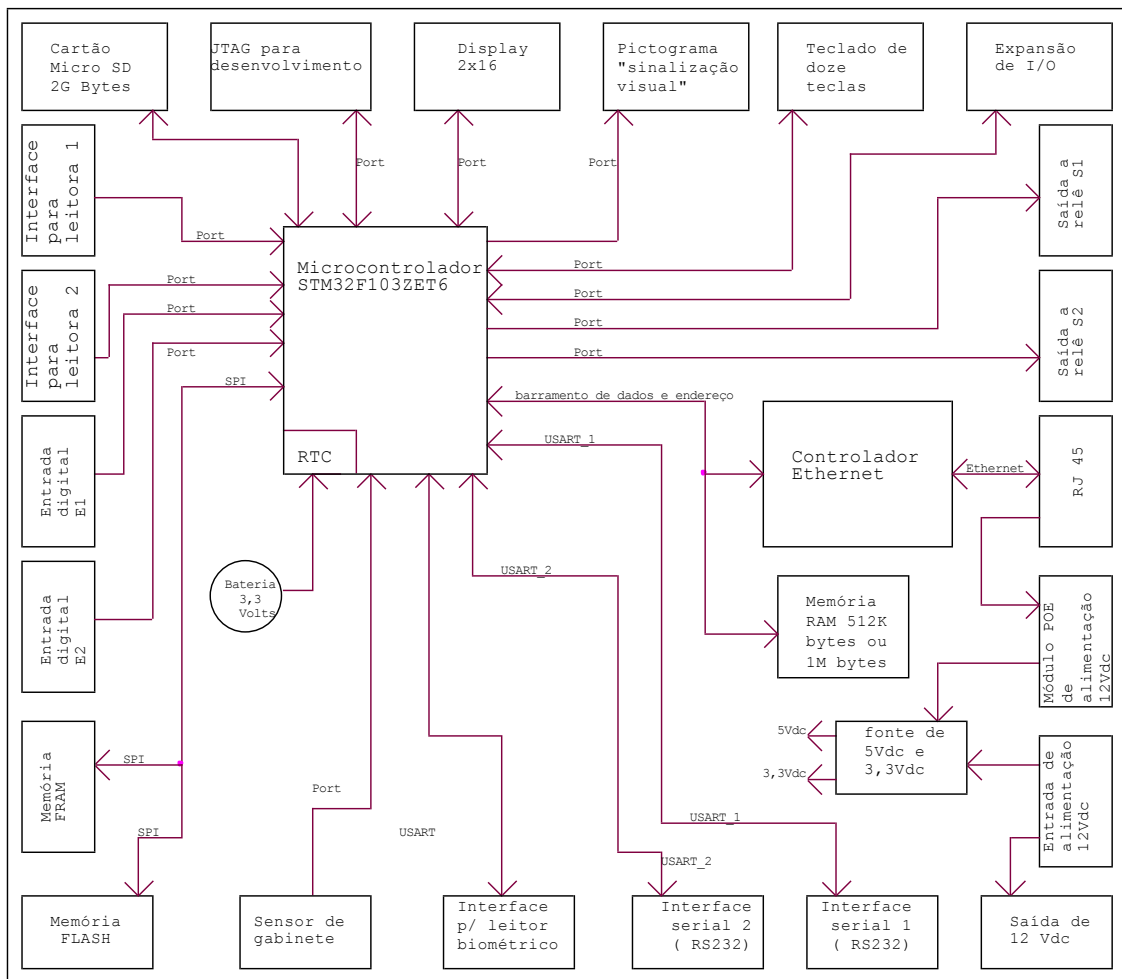 Cartão
Micro SD
2G Bytes
JTAG para
desenvolvimento
Display
2x16
Pictograma
"sinalização
visual"
Teclado de
doze
teclas
Expansão
de I/O
Interface
para
leitora 1
Port
Port
Port
Port
Saída a
relê S1
Port
Microcontrolador
STM32F103ZET6
Port
Interface
para
leitora 2
Port
Port
Port
Port
Port
Port
Saída a
relê S2
SPI
barramento de dados e endereço
Entrada
digital
E1
RTC
USART_1
Controlador
Ethernet
Ethernet
RJ 45
Entrada
digital
E2
Bateria
3,3
Volts
USART_2
Memória
RAM 512K
bytes ou
1M bytes
Módulo POE
de
alimentação
12Vdc
Memória
FRAM
SPI
5Vdc
3,3Vdc
fonte de
5Vdc e
3,3Vdc
Entrada de
alimentação
12Vdc
SPI
Port
USART
USART_1
USART_2
Memória
FLASH
Sensor de
gabinete
Interface
p/ leitor
biométrico
Interface
serial 2
( RS232)
Interface
serial 1
( RS232)
Saída de
12 Vdc